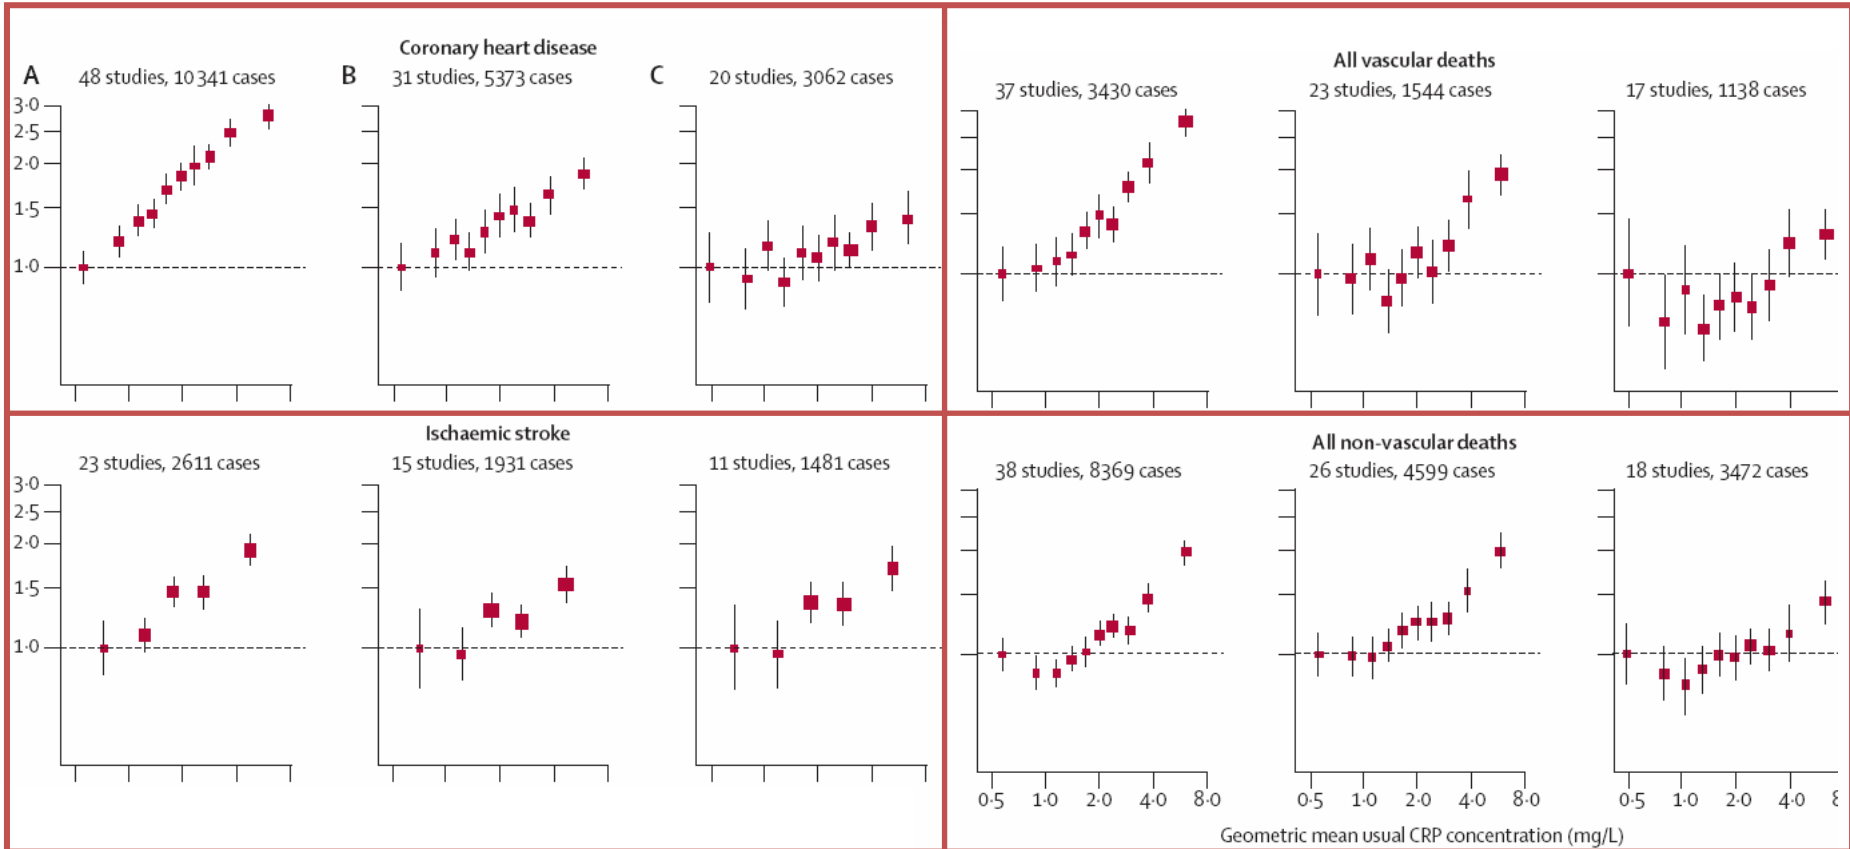 Coronary heart disease
A 48 studies, 10 341 cases B 31 studies, 5373 cases C 20 studies, 3062 cases
3·0
2·5
2·0
1·5
1·0
All vascular deaths
37 studies, 3430 cases 23 studies, 1544 cases 17 studies, 1138 cases
Ischaemic stroke
23 studies, 2611 cases 15 studies, 1931 cases 11 studies, 1481 cases
3·0
2·5
2·0
1·5
1·0
All non-vascular deaths
38 studies, 8369 cases 26 studies, 4599 cases 18 studies, 3472 cases
0·5 1·0 2·0 4·0 8·0 0·5 1·0 2·0 4·0 8·0 0·5 1·0 2·0 4·0
Geometric mean usual CRP concentration (mg/L)